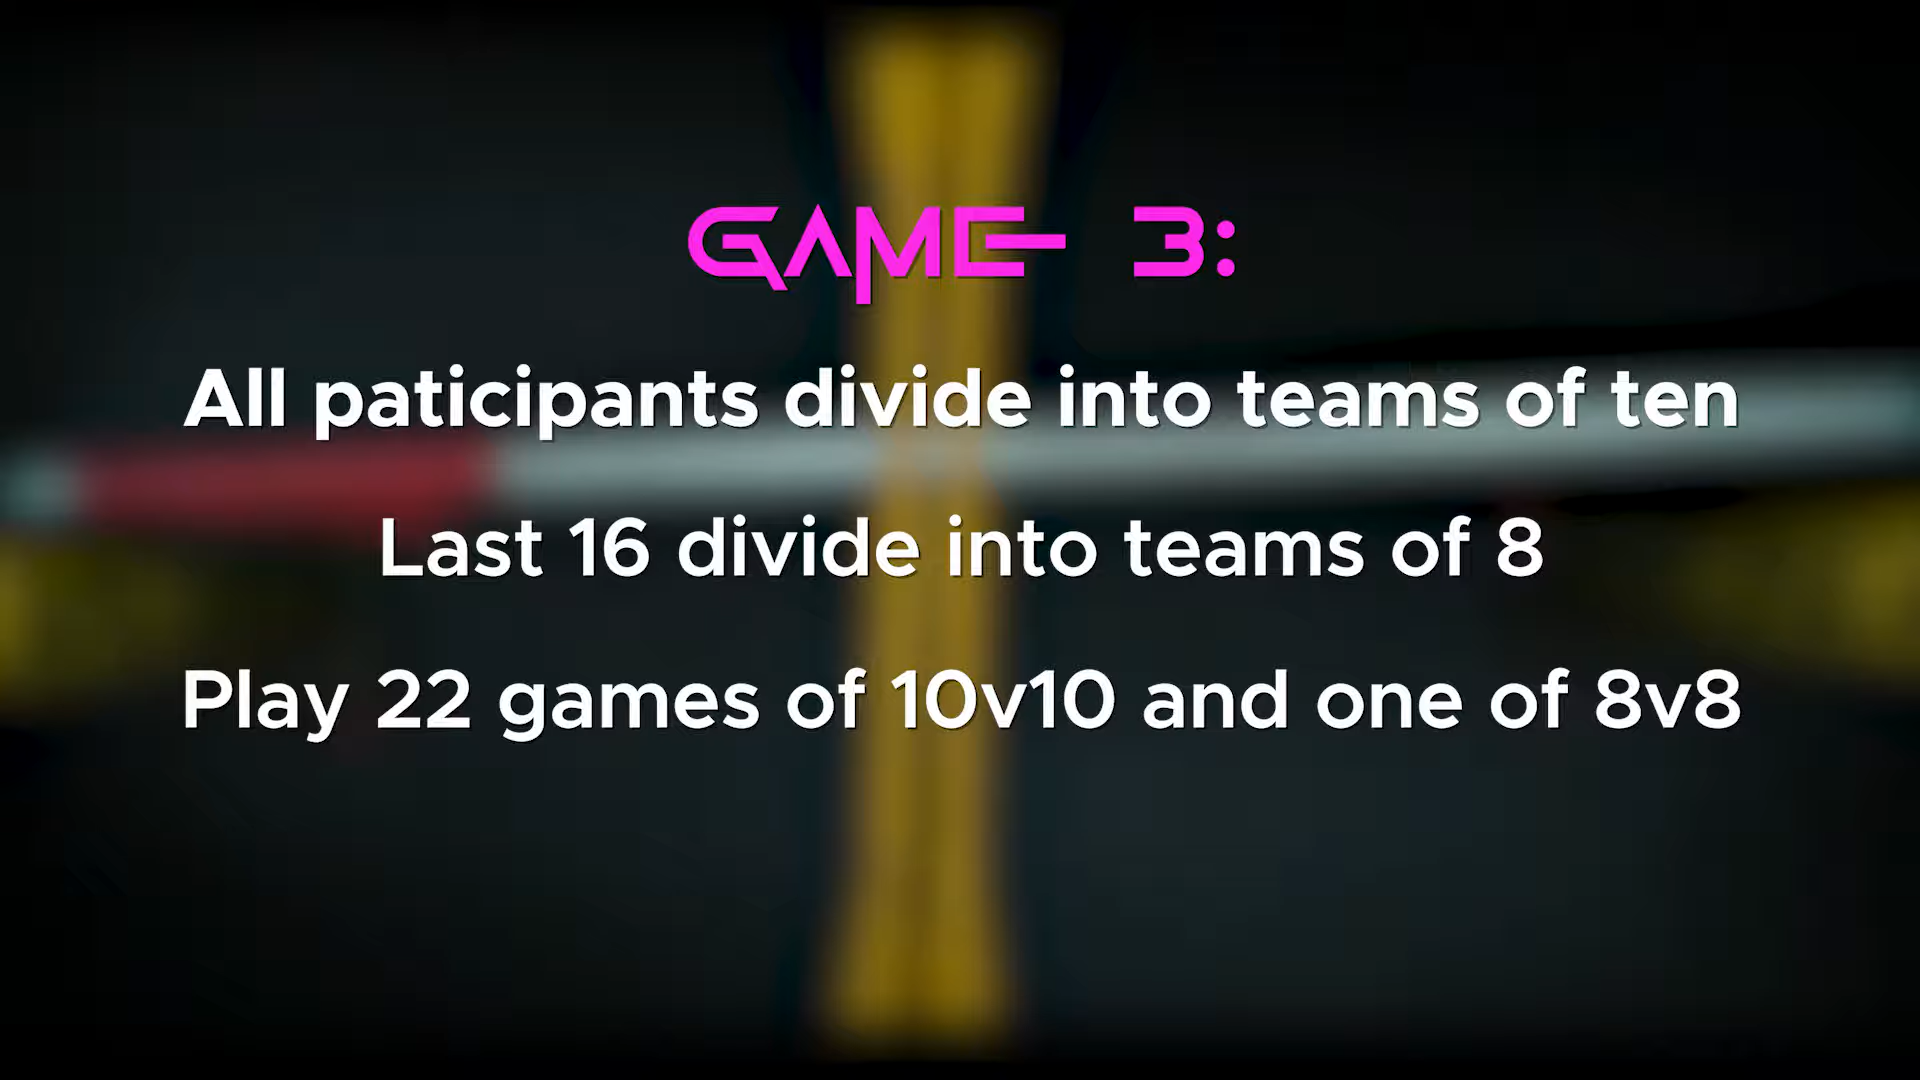 GAME 3:
All paticipants divide into teams of ten
Last 16 divide into teams of 8
Play 22 games of 10v10 and one of 8v8